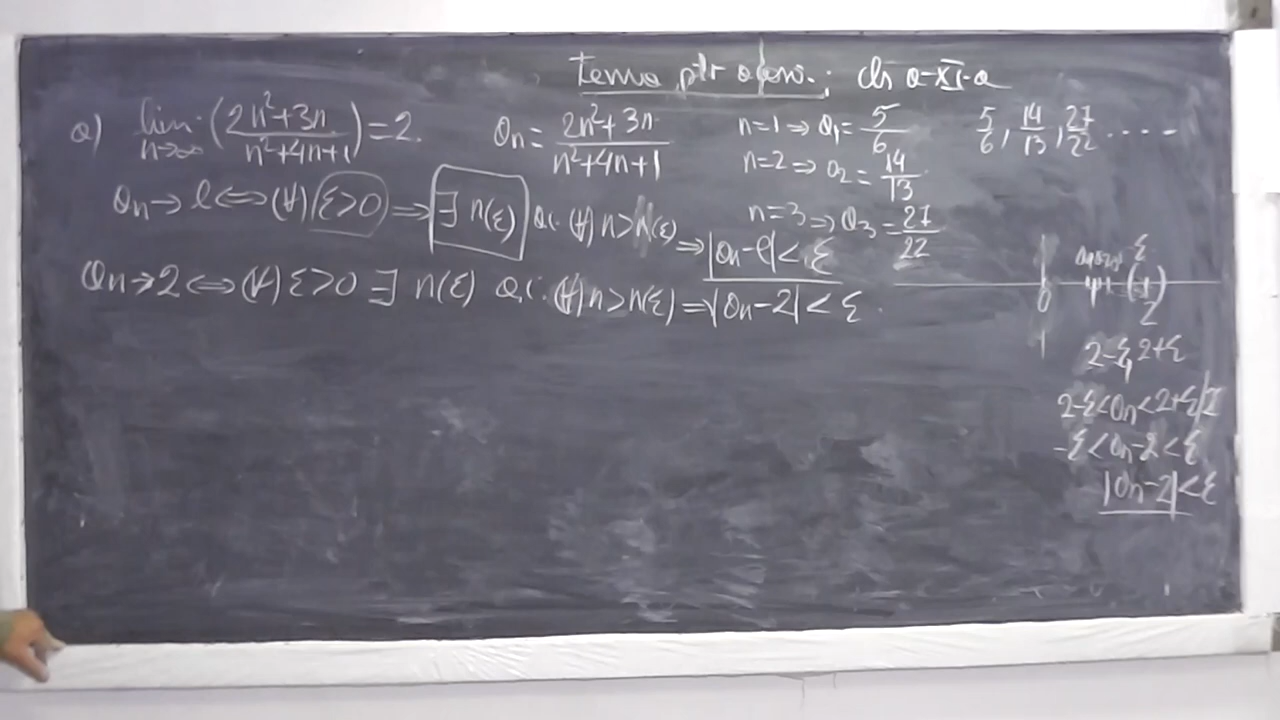 Tema ptr acas.: cls a-XI-a
a) lim n→∞ (2n²+3n / n²+4n+1) = 2.
an = 2n²+3n / n²+4n+1
n=1 ⇒ a1 = 5/6
5/6, 14/13, 27/22 .....
n=2 ⇒ a2 = 14/13
n=3 ⇒ a3 = 27/22
an → l ⇔ (∀) ε>0 ⇒ ∃ n(ε) a.î. (∀) n>n(ε) ⇒ |an-l| < ε
an → 2 ⇔ (∀) ε>0 ∃ n(ε) a.î. (∀) n>n(ε) ⇒ |an-2| < ε.
ε
0
2
2-ε, 2+ε
2-ε<an<2+ε|-2
-ε<an-2<ε
|an-2|<ε